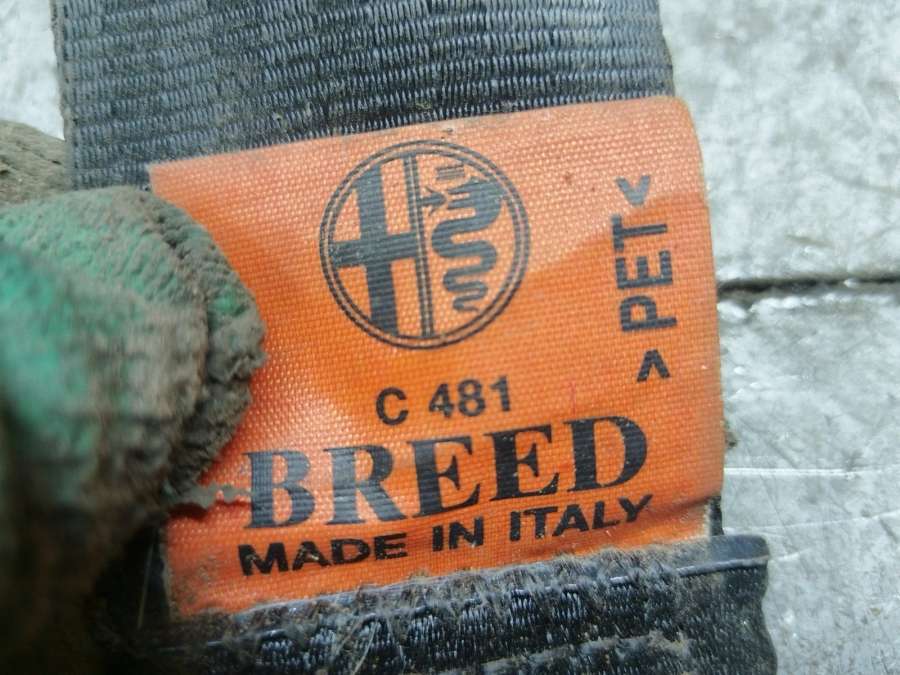 >PET<
C 481
BREED
MADE IN ITALY